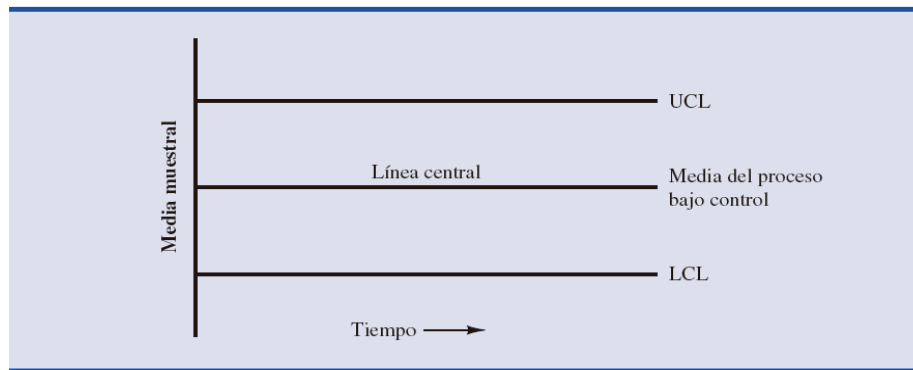 Media muestral
UCL
Línea central
Media del proceso
bajo control
LCL
Tiempo